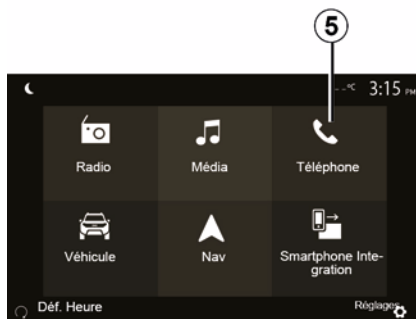 5
--°C 3:15 PM
Radio
Média
Téléphone
Véhicule
Nav
Smartphone Inte-
gration
Déf. Heure
Réglages